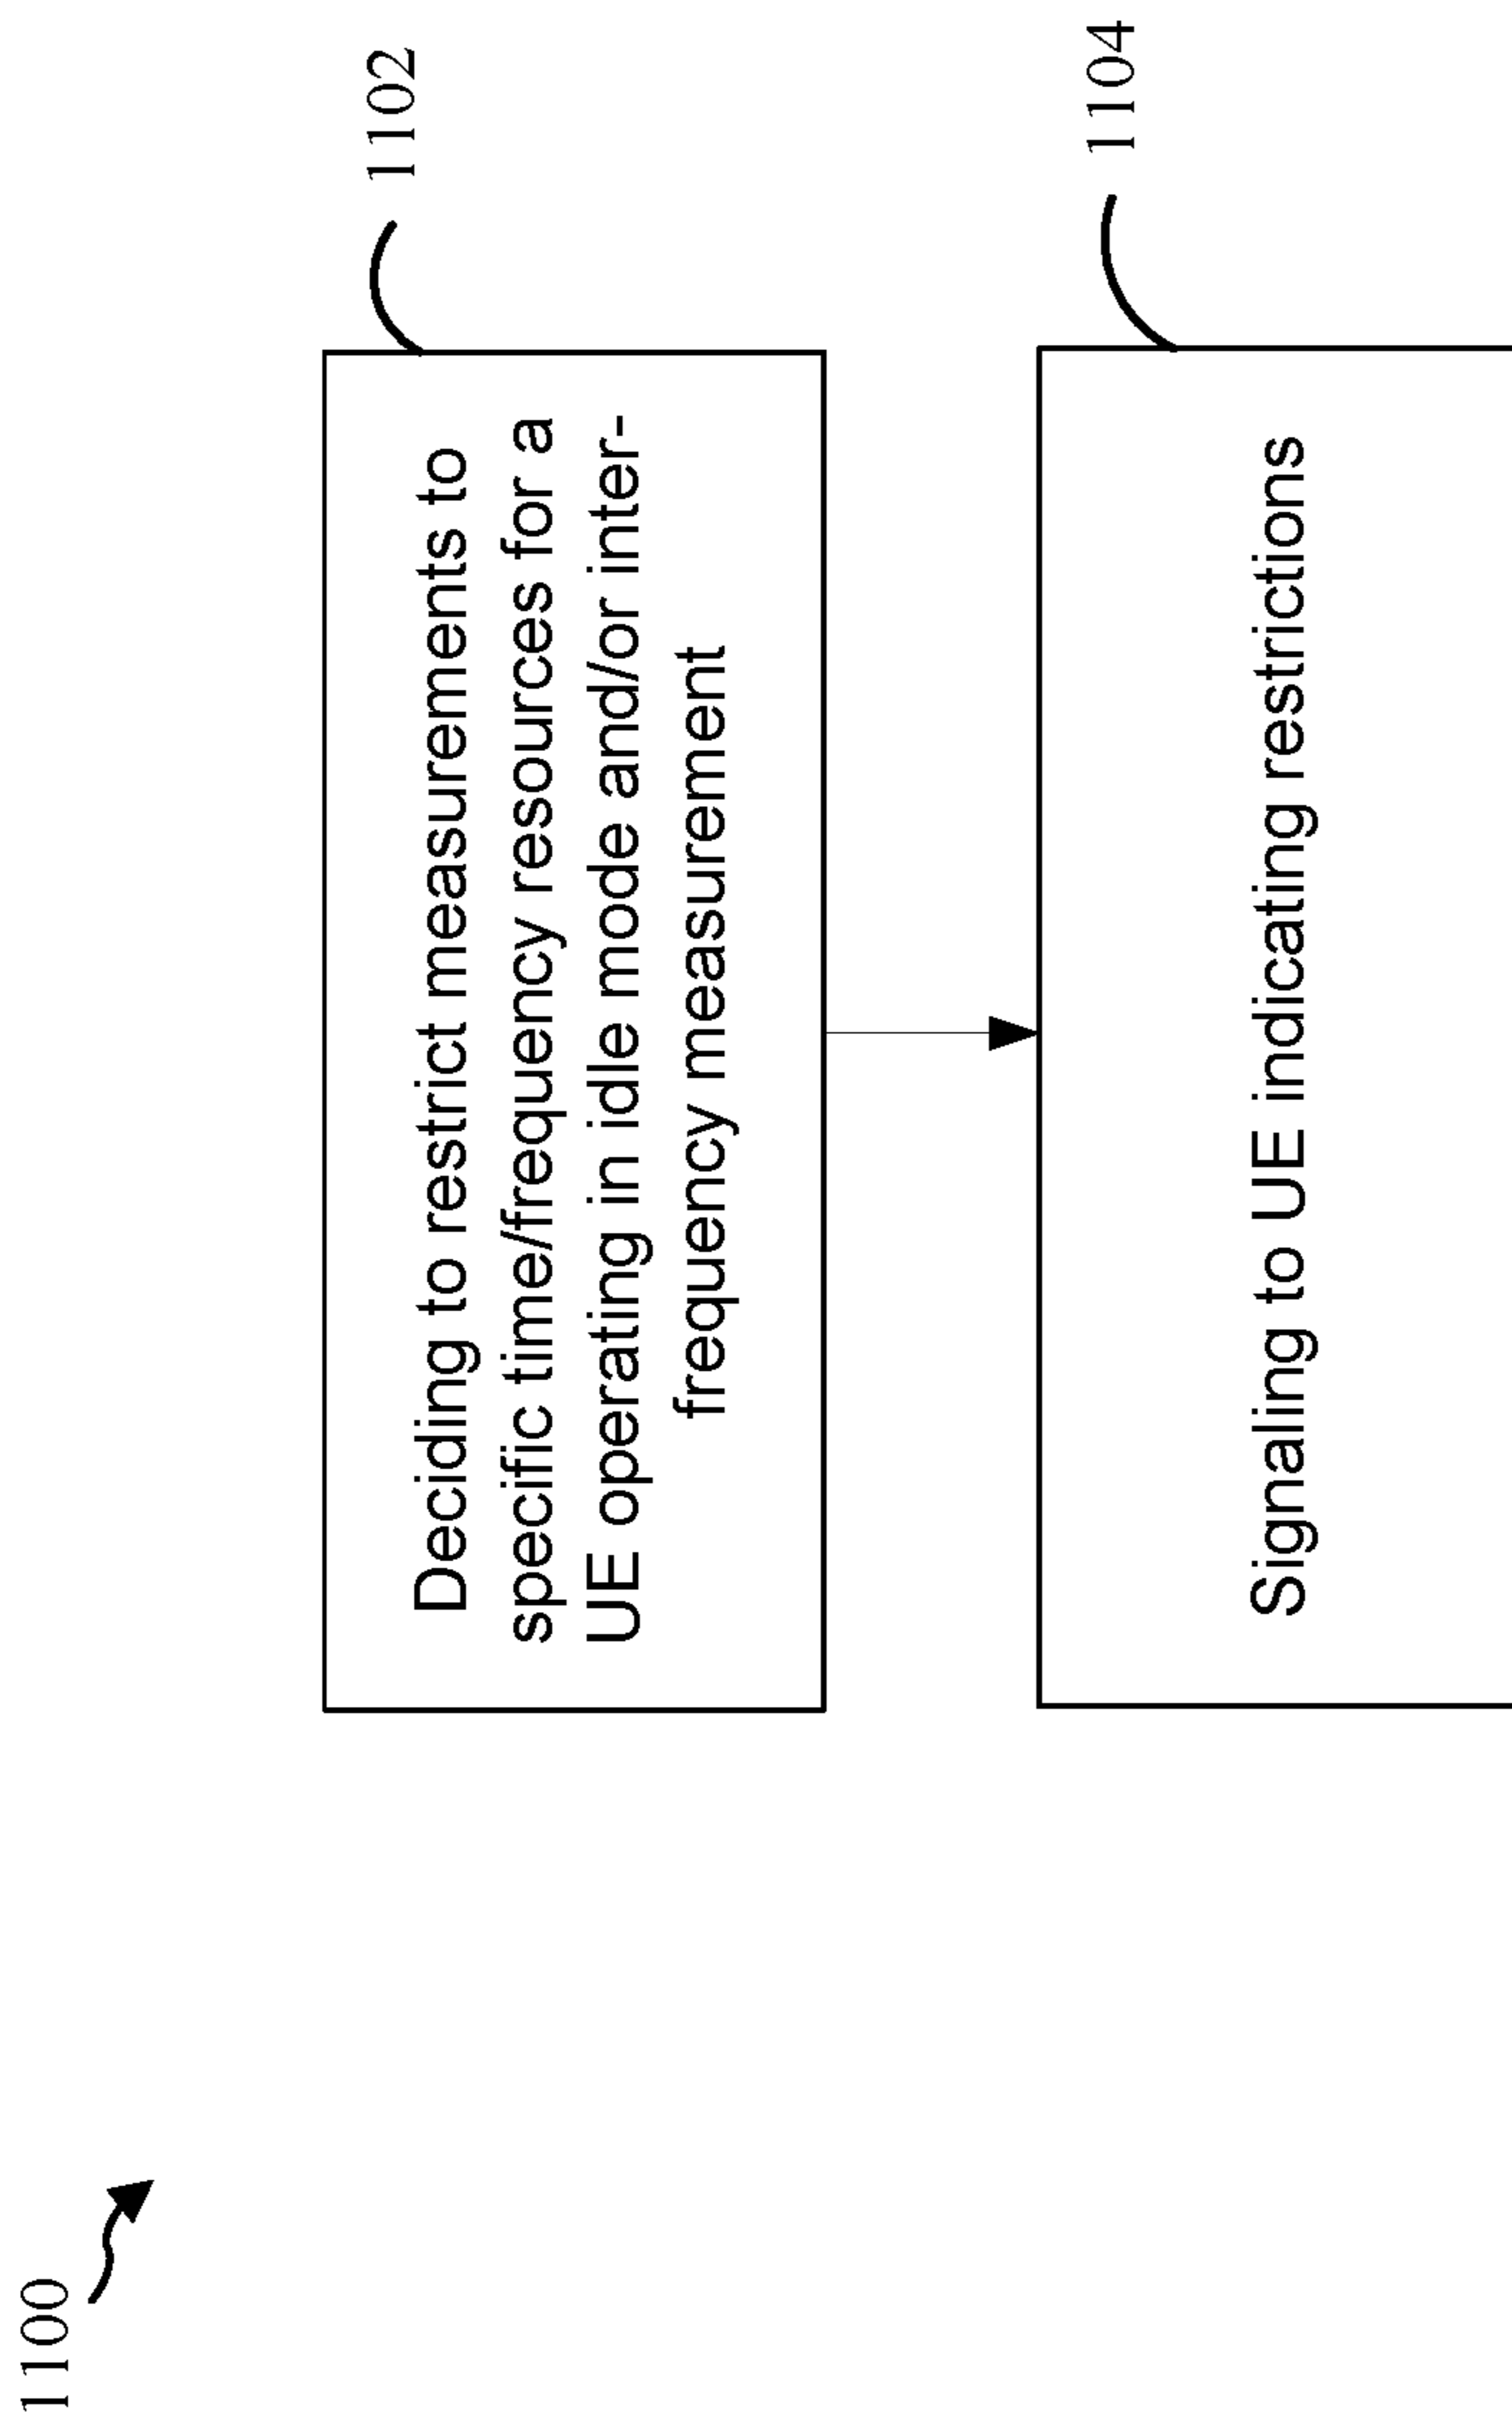 1100
1102
Deciding to restrict measurements to
specific time/frequency resources for a
UE operating in idle mode and/or inter-
frequency measurement
1104
Signaling to UE indicating restrictions